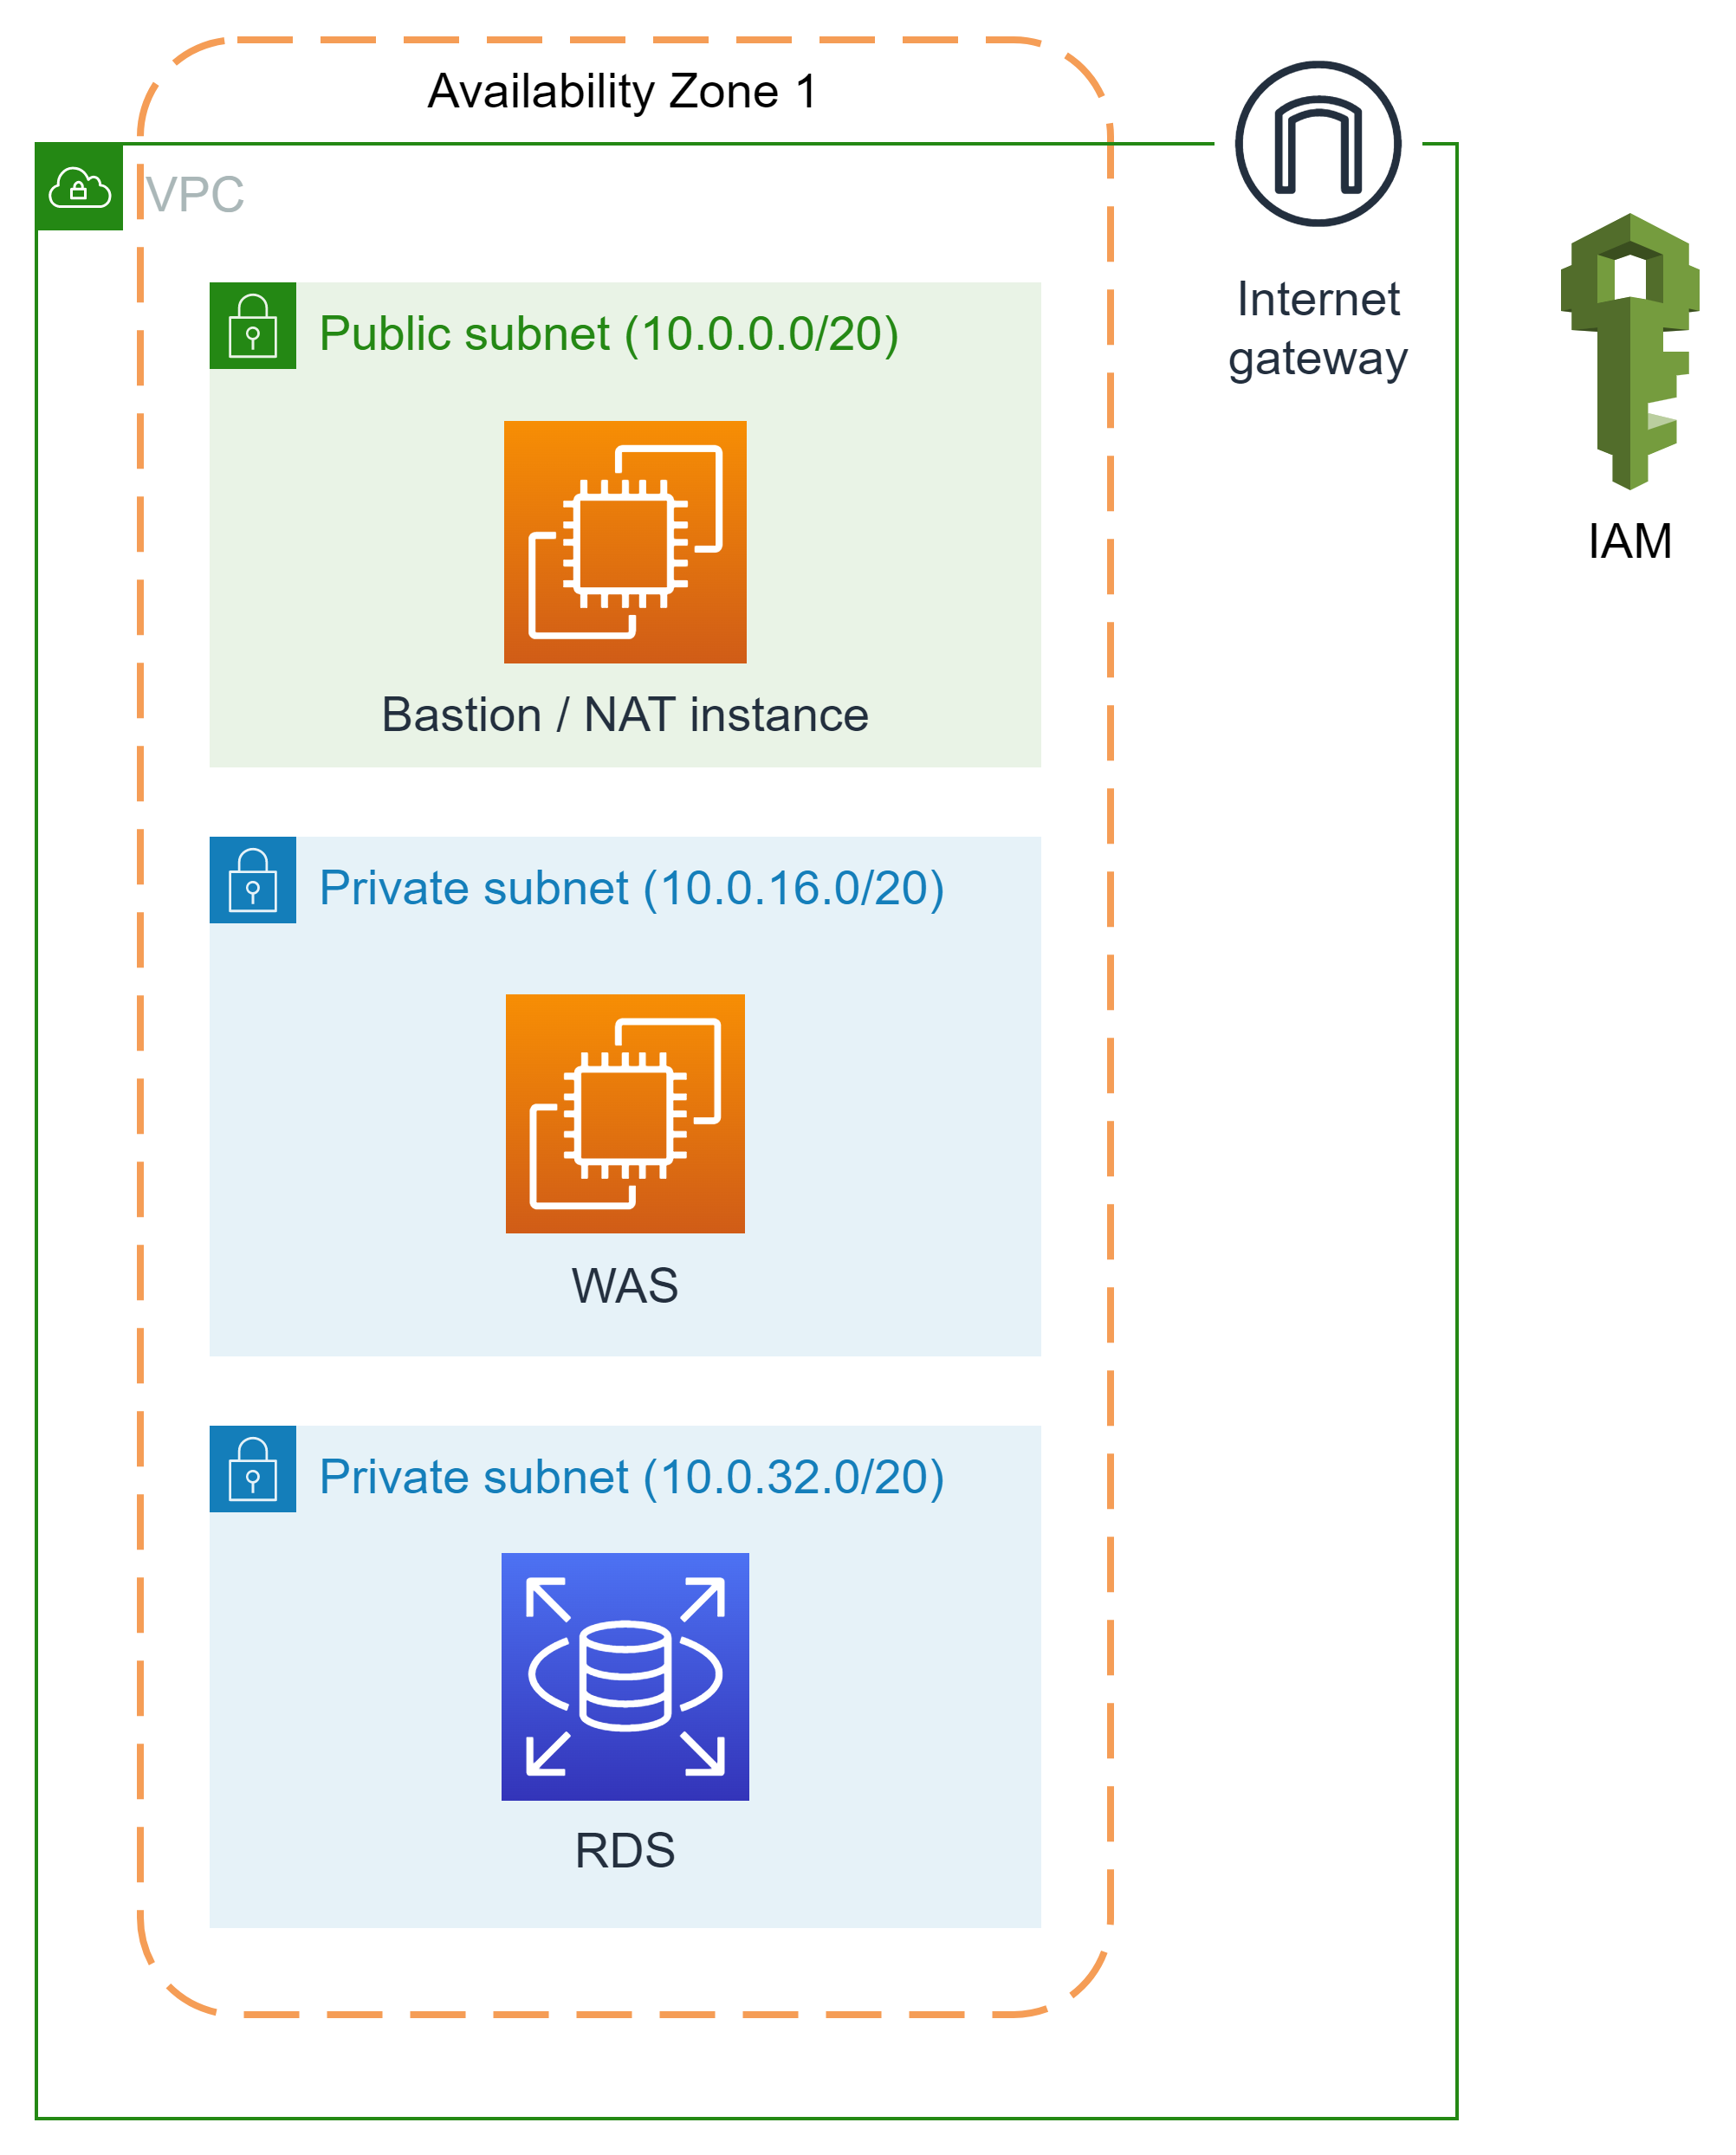 Availability Zone 1
VPC
Internet
gateway
IAM
Public subnet (10.0.0.0/20)
Bastion / NAT instance
Private subnet (10.0.16.0/20)
WAS
Private subnet (10.0.32.0/20)
RDS